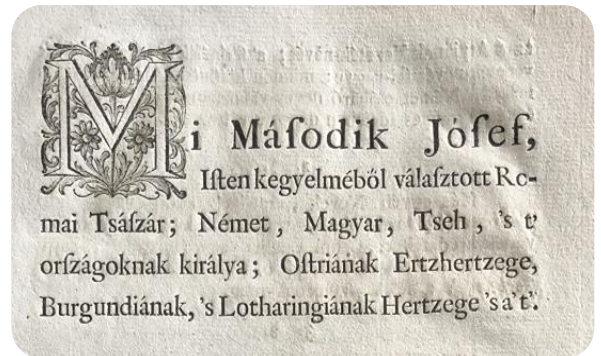 Mi Máſodik Jóſef,
Iſten kegyelméből válaſztott Ro-
mai Tsáſzár; Német, Magyar, Tseh, 's t'
orſzágoknak királya; Oſtriának Ertzhertzege,
Burgundiának, 's Lotharingiának Hertzege 's a' t'.